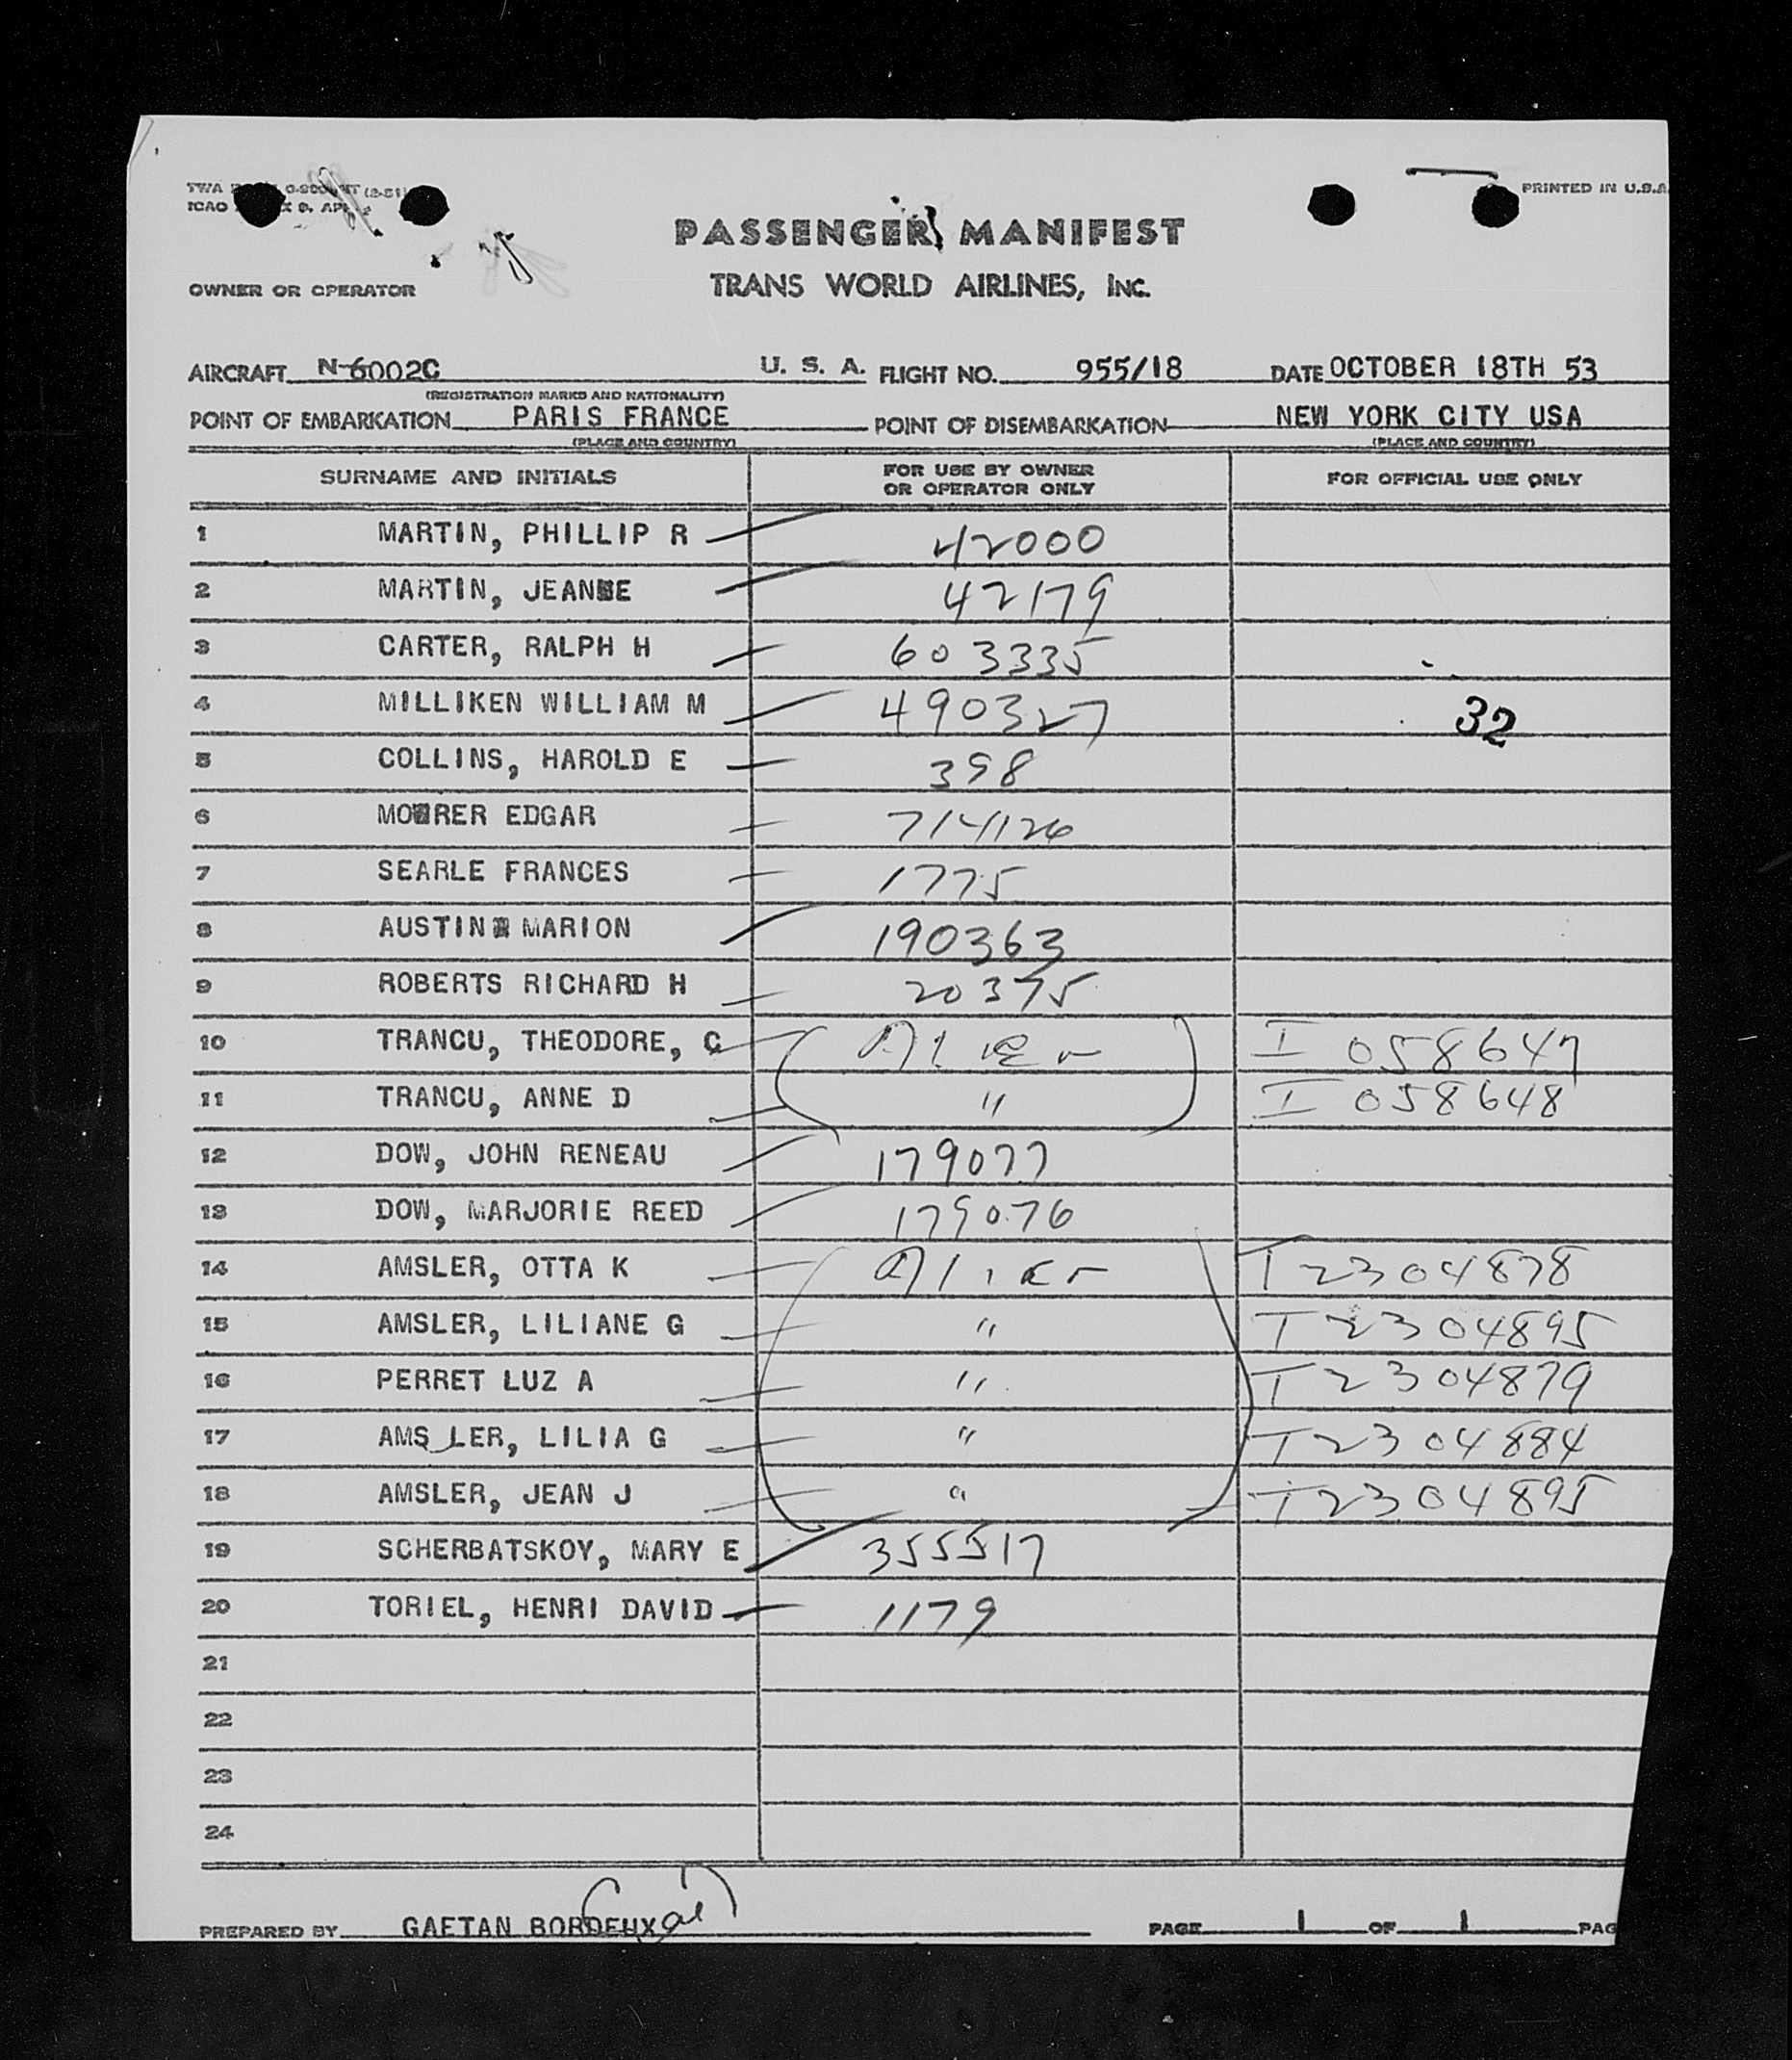 PRINTED IN U.S.A
PASSENGER MANIFEST
TRANS WORLD AIRLINES, INC.
OWNER OR OPERATOR
AIRCRAFT N-6002C U. S. A. FLIGHT NO. 955/18 DATE OCTOBER 18TH 53
(REGISTRATION MARKS AND NATIONALITY)
POINT OF EMBARKATION PARIS FRANCE POINT OF DISEMBARKATION NEW YORK CITY USA
(PLACE AND COUNTRY) (PLACE AND COUNTRY)
SURNAME AND INITIALS FOR USE BY OWNER OR OPERATOR ONLY FOR OFFICIAL USE ONLY
1 MARTIN, PHILLIP R 42000
2 MARTIN, JEANNE 42179
3 CARTER, RALPH H 603335
4 MILLIKEN WILLIAM M 490327 32
5 COLLINS, HAROLD E 398
6 MOWRER EDGAR 714126
7 SEARLE FRANCES 1775
8 AUSTIN MARION 190363
9 ROBERTS RICHARD H 20375
10 TRANCU, THEODORE, C Alien I 058647
11 TRANCU, ANNE D " I 058648
12 DOW, JOHN RENEAU 179077
13 DOW, MARJORIE REED 179076
14 AMSLER, OTTA K Alien T2304878
15 AMSLER, LILIANE G " T2304895
16 PERRET LUZ A " T2304879
17 AMSLER, LILIA G " T2304884
18 AMSLER, JEAN J " T2304895
19 SCHERBATSKOY, MARY E 355517
20 TORIEL, HENRI DAVID 1179
21
22
23
24
PREPARED BY GAETAN BORDEUX PAGE 1 OF 1 PAG